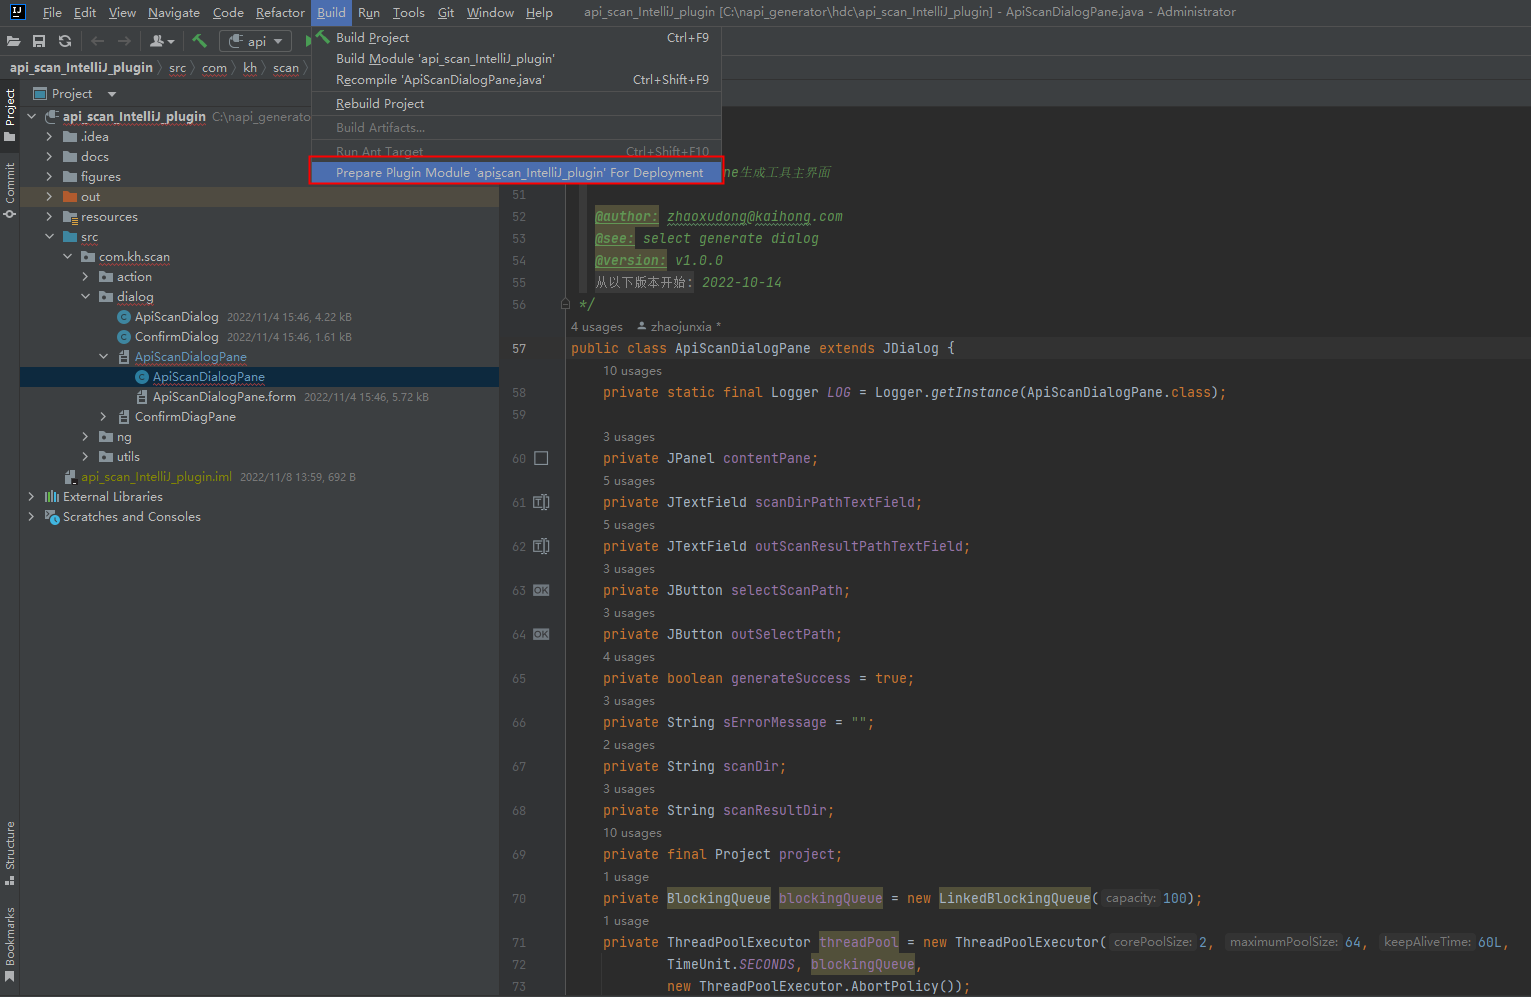 File Edit View Navigate Code Refactor Build Run Tools Git Window Help api_scan_IntelliJ_plugin [C:\napi_generator\hdc\api_scan_IntelliJ_plugin] - ApiScanDialogPane.java - Administrator
api
api_scan_IntelliJ_plugin src com kh scan
Build Project Ctrl+F9
Build Module 'api_scan_IntelliJ_plugin'
Recompile 'ApiScanDialogPane.java' Ctrl+Shift+F9
Rebuild Project
Build Artifacts...
Run Ant Target Ctrl+Shift+F10
Prepare Plugin Module 'apiscan_IntelliJ_plugin' For Deployment
Project
Commit
Structure
Bookmarks
Project
api_scan_IntelliJ_plugin C:\napi_generato
.idea
docs
figures
out
resources
src
com.kh.scan
action
dialog
ApiScanDialog 2022/11/4 15:46, 4.22 kB
ConfirmDialog 2022/11/4 15:46, 1.61 kB
ApiScanDialogPane
ApiScanDialogPane
ApiScanDialogPane.form 2022/11/4 15:46, 5.72 kB
ConfirmDiagPane
ng
utils
api_scan_IntelliJ_plugin.iml 2022/11/8 13:59, 692 B
External Libraries
Scratches and Consoles
ne生成工具主界面
51
52 @author: zhaoxudong@kaihong.com
53 @see: select generate dialog
54 @version: v1.0.0
55 从以下版本开始: 2022-10-14
56 */
4 usages zhaojunxia *
57 public class ApiScanDialogPane extends JDialog {
10 usages
58 private static final Logger LOG = Logger.getInstance(ApiScanDialogPane.class);
59
3 usages
60 private JPanel contentPane;
5 usages
61 private JTextField scanDirPathTextField;
5 usages
62 private JTextField outScanResultPathTextField;
3 usages
63 OK private JButton selectScanPath;
3 usages
64 OK private JButton outSelectPath;
4 usages
65 private boolean generateSuccess = true;
3 usages
66 private String sErrorMessage = "";
2 usages
67 private String scanDir;
3 usages
68 private String scanResultDir;
10 usages
69 private final Project project;
1 usage
70 private BlockingQueue blockingQueue = new LinkedBlockingQueue( capacity: 100);
1 usage
71 private ThreadPoolExecutor threadPool = new ThreadPoolExecutor( corePoolSize: 2, maximumPoolSize: 64, keepAliveTime: 60L,
72 TimeUnit.SECONDS, blockingQueue,
73 new ThreadPoolExecutor.AbortPolicy());